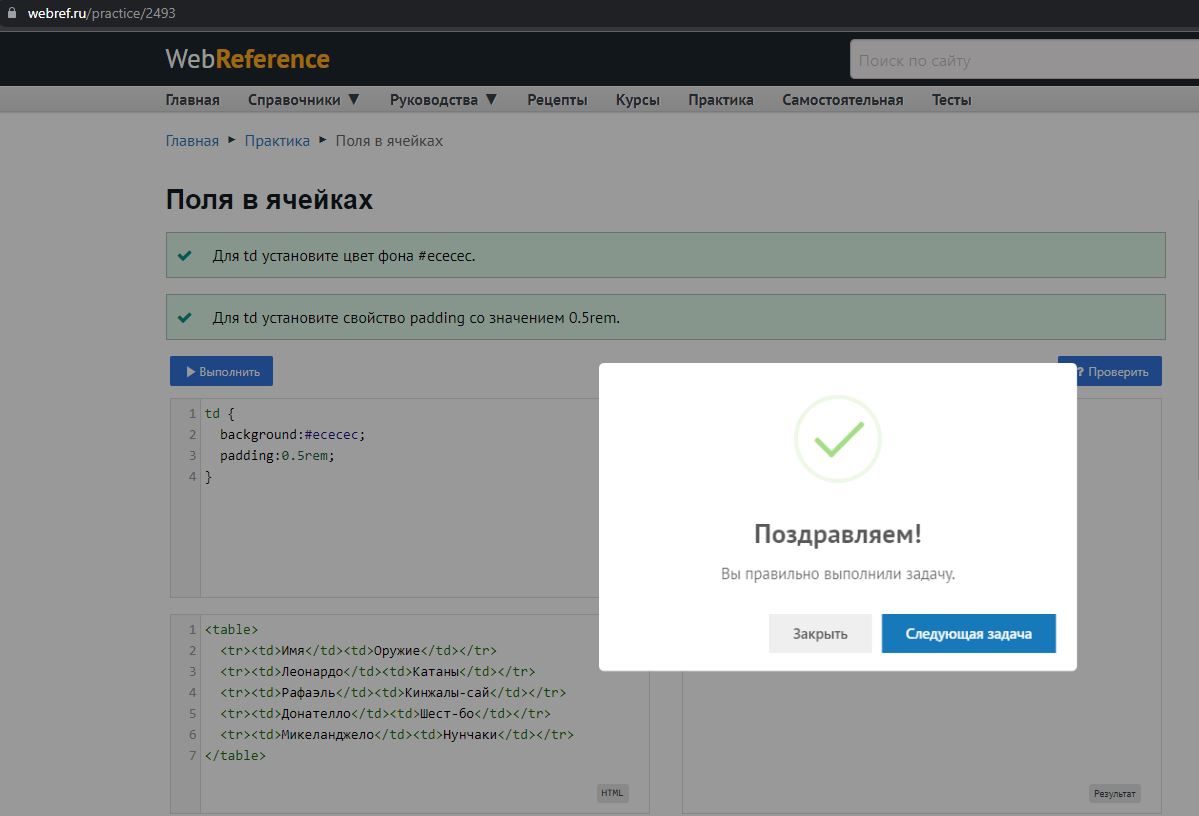 webref.ru/practice/2493
WebReference
Поиск по сайту
Главная Справочники ▼ Руководства ▼ Рецепты Курсы Практика Самостоятельная Тесты
Главная ▸ Практика ▸ Поля в ячейках
Поля в ячейках
Для td установите цвет фона #ececec.
Для td установите свойство padding со значением 0.5rem.
Выполнить
? Проверить
1 td {
2 background:#ececec;
3 padding:0.5rem;
4 }
Поздравляем!
Вы правильно выполнили задачу.
Закрыть Следующая задача
1 <table>
2 <tr><td>Имя</td><td>Оружие</td></tr>
3 <tr><td>Леонардо</td><td>Катаны</td></tr>
4 <tr><td>Рафаэль</td><td>Кинжалы-сай</td></tr>
5 <tr><td>Донателло</td><td>Шест-бо</td></tr>
6 <tr><td>Микеланджело</td><td>Нунчаки</td></tr>
7 </table>
HTML
Результат